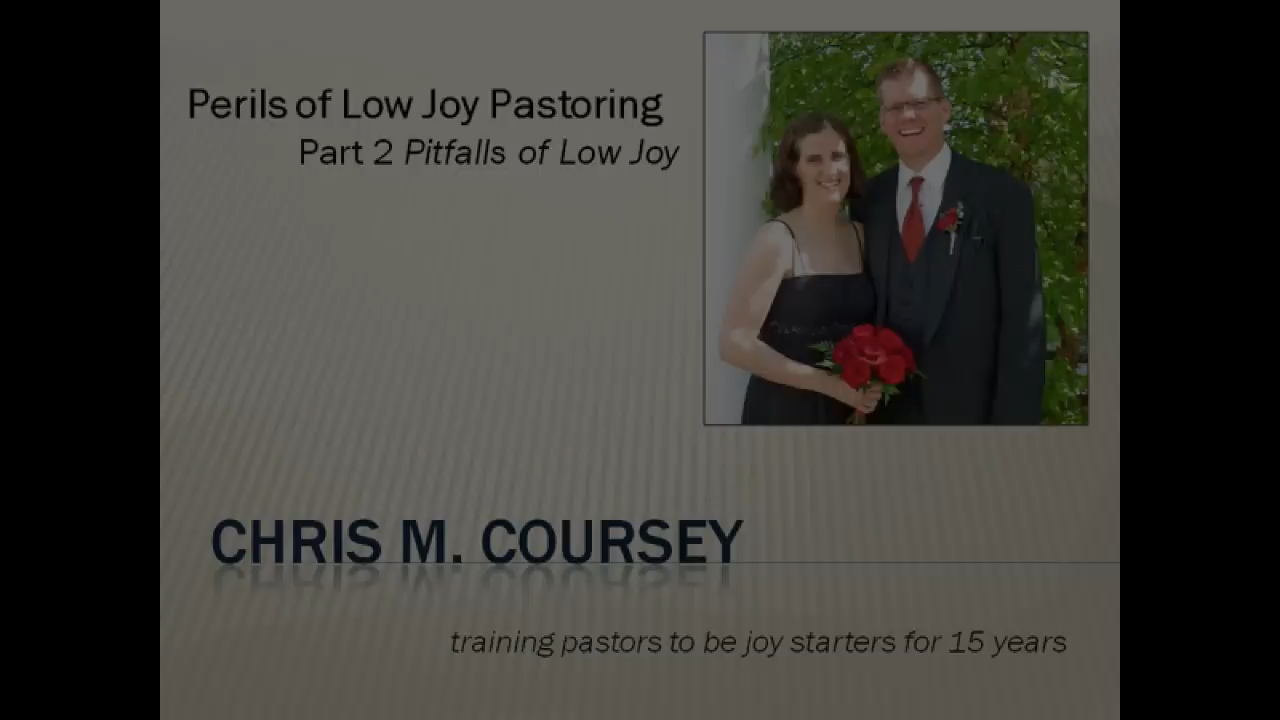 Perils of Low Joy Pastoring
Part 2 Pitfalls of Low Joy
CHRIS M. COURSEY
training pastors to be joy starters for 15 years